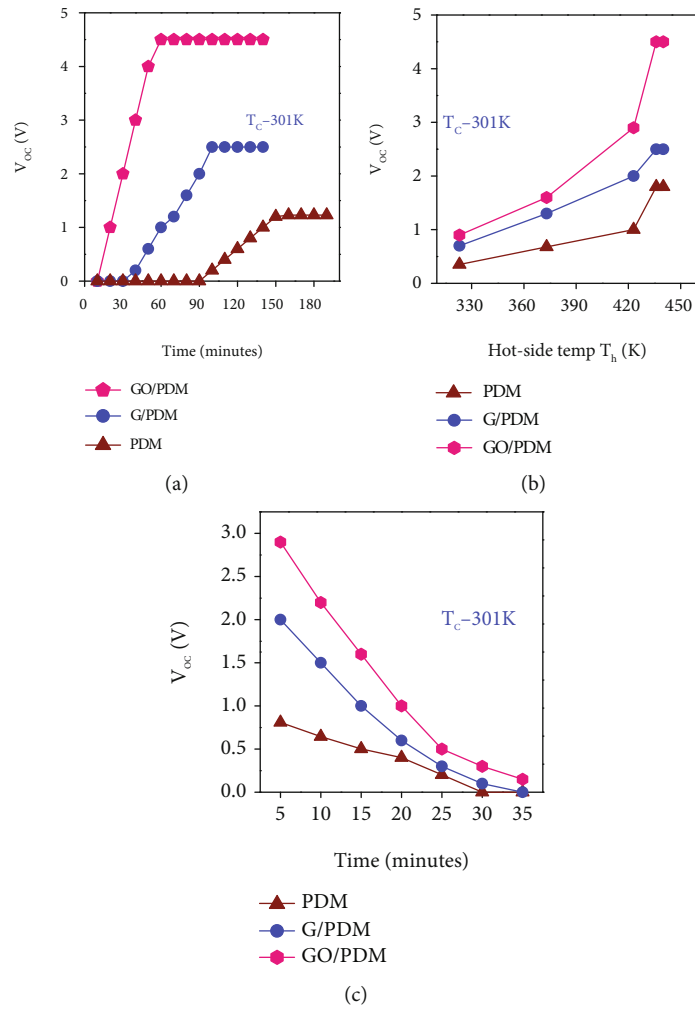 5
4
3
2
1
0
V_OC (V)
T_C–301K
0
30
60
90
120
150
180
Time (minutes)
GO/PDM
G/PDM
PDM
(a)
5
4
3
2
1
0
V_OC (V)
T_C–301K
330
360
390
420
450
Hot-side temp T_h (K)
PDM
G/PDM
GO/PDM
(b)
3.0
2.5
2.0
1.5
1.0
0.5
0.0
V_OC (V)
T_C–301K
5
10
15
20
25
30
35
Time (minutes)
PDM
G/PDM
GO/PDM
(c)